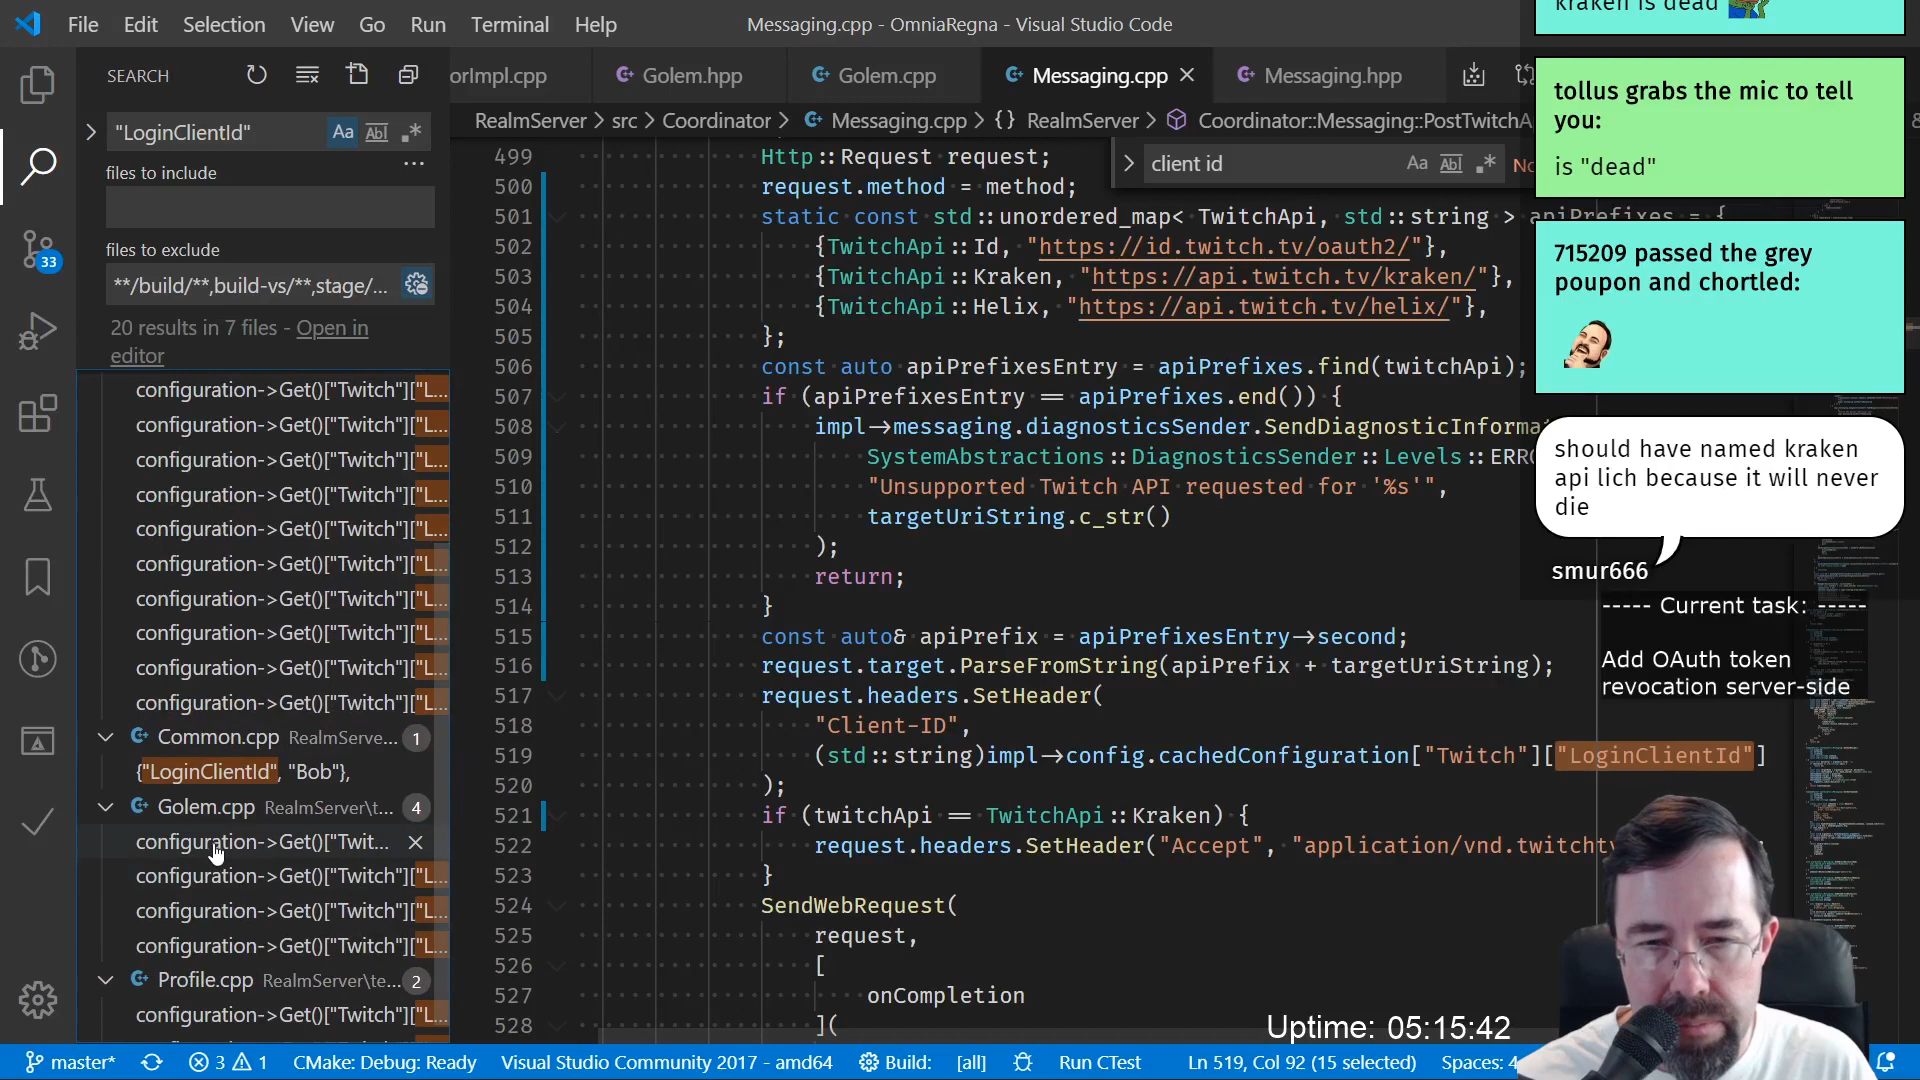 File Edit Selection View Go Run Terminal Help
Messaging.cpp - OmniaRegna - Visual Studio Code
SEARCH
"LoginClientId"
Aa
files to include
files to exclude
**/build/**,build-vs/**,stage/...
20 results in 7 files - Open in
editor
configuration->Get()["Twitch"]["L...
configuration->Get()["Twitch"]["L...
configuration->Get()["Twitch"]["L...
configuration->Get()["Twitch"]["L...
configuration->Get()["Twitch"]["L...
configuration->Get()["Twitch"]["L...
configuration->Get()["Twitch"]["L...
configuration->Get()["Twitch"]["L...
configuration->Get()["Twitch"]["L...
configuration->Get()["Twitch"]["L...
Common.cpp RealmServe... 1
{"LoginClientId", "Bob"},
Golem.cpp RealmServer\t... 4
configuration->Get()["Twit...
configuration->Get()["Twitch"]["L...
configuration->Get()["Twitch"]["L...
configuration->Get()["Twitch"]["L...
Profile.cpp RealmServer\te... 2
configuration->Get()["Twitch"]["L...
33
orImpl.cpp Golem.hpp Golem.cpp Messaging.cpp Messaging.hpp
RealmServer > src > Coordinator > Messaging.cpp > {} RealmServer > Coordinator::Messaging::PostTwitchA
client id
Aa
499 Http::Request request;
500 request.method = method;
501 static const std::unordered_map< TwitchApi, std::string > apiPrefixes = {
502 {TwitchApi::Id, "https://id.twitch.tv/oauth2/"},
503 {TwitchApi::Kraken, "https://api.twitch.tv/kraken/"},
504 {TwitchApi::Helix, "https://api.twitch.tv/helix/"},
505 };
506 const auto apiPrefixesEntry = apiPrefixes.find(twitchApi);
507 if (apiPrefixesEntry == apiPrefixes.end()) {
508 impl->messaging.diagnosticsSender.SendDiagnosticInforma
509 SystemAbstractions::DiagnosticsSender::Levels::ERR
510 "Unsupported Twitch API requested for '%s'",
511 targetUriString.c_str()
512 );
513 return;
514 }
515 const auto& apiPrefix = apiPrefixesEntry->second;
516 request.target.ParseFromString(apiPrefix + targetUriString);
517 request.headers.SetHeader(
518 "Client-ID",
519 (std::string)impl->config.cachedConfiguration["Twitch"]["LoginClientId"]
520 );
521 if (twitchApi == TwitchApi::Kraken) {
522 request.headers.SetHeader("Accept", "application/vnd.twitcht
523 }
524 SendWebRequest(
525 request,
526 [
527 onCompletion
528 ](
kraken is dead
tollus grabs the mic to tell
you:
is "dead"
715209 passed the grey
poupon and chortled:
should have named kraken
api lich because it will never
die
smur666
----- Current task: -----
Add OAuth token
revocation server-side
Uptime: 05:15:42
master* 3 1 CMake: Debug: Ready Visual Studio Community 2017 - amd64 Build: [all] Run CTest Ln 519, Col 92 (15 selected) Spaces: 4